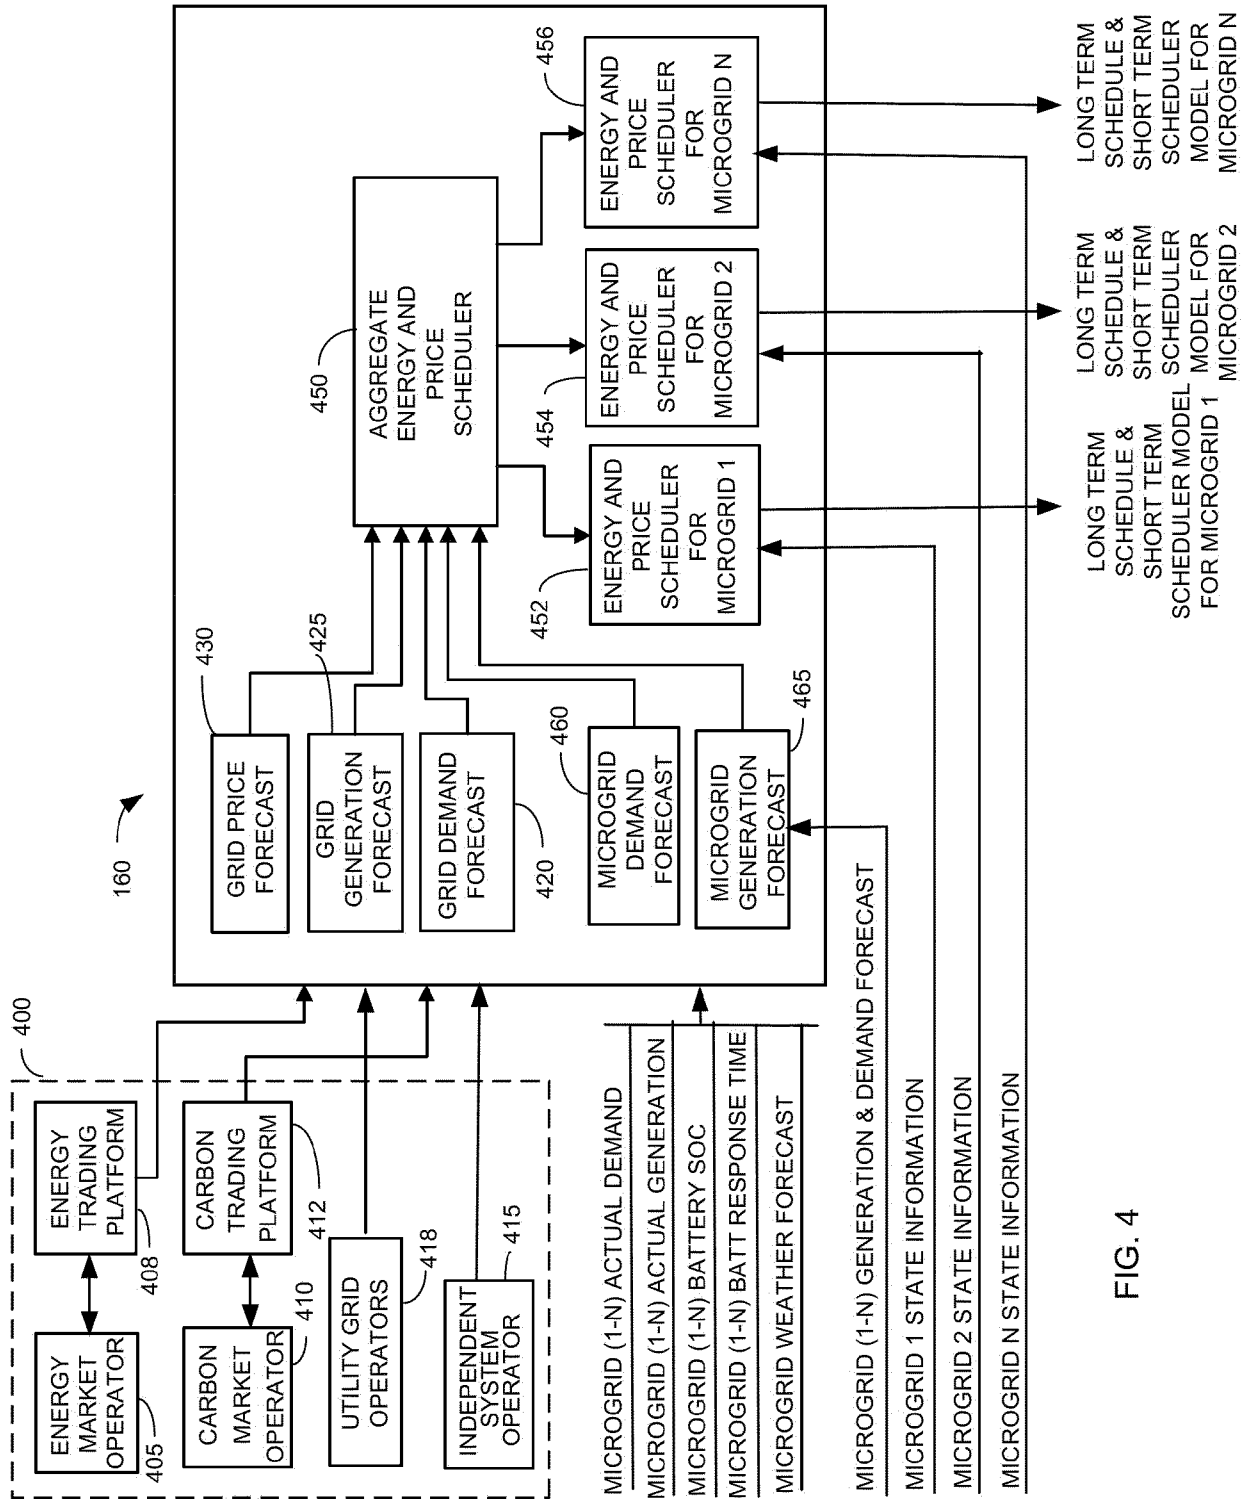 400
ENERGY
MARKET
OPERATOR
405
ENERGY
TRADING
PLATFORM
408
CARBON
MARKET
OPERATOR
410
CARBON
TRADING
PLATFORM
412
UTILITY GRID
OPERATORS
418
INDEPENDENT
SYSTEM
OPERATOR
415
160
GRID PRICE
FORECAST
430
GRID
GENERATION
FORECAST
425
GRID DEMAND
FORECAST
420
MICROGRID
DEMAND
FORECAST
460
MICROGRID
GENERATION
FORECAST
465
AGGREGATE
ENERGY AND
PRICE
SCHEDULER
450
ENERGY AND
PRICE
SCHEDULER
FOR
MICROGRID 1
452
ENERGY AND
PRICE
SCHEDULER
FOR
MICROGRID 2
454
ENERGY AND
PRICE
SCHEDULER
FOR
MICROGRID N
456
MICROGRID (1-N) ACTUAL DEMAND
MICROGRID (1-N) ACTUAL GENERATION
MICROGRID (1-N) BATTERY SOC
MICROGRID (1-N) BATT RESPONSE TIME
MICROGRID WEATHER FORECAST
MICROGRID (1-N) GENERATION & DEMAND FORECAST
MICROGRID 1 STATE INFORMATION
MICROGRID 2 STATE INFORMATION
MICROGRID N STATE INFORMATION
LONG TERM
SCHEDULE &
SHORT TERM
SCHEDULER MODEL
FOR MICROGRID 1
LONG TERM
SCHEDULE &
SHORT TERM
SCHEDULER
MODEL FOR
MICROGRID 2
LONG TERM
SCHEDULE &
SHORT TERM
SCHEDULER
MODEL FOR
MICROGRID N
FIG. 4